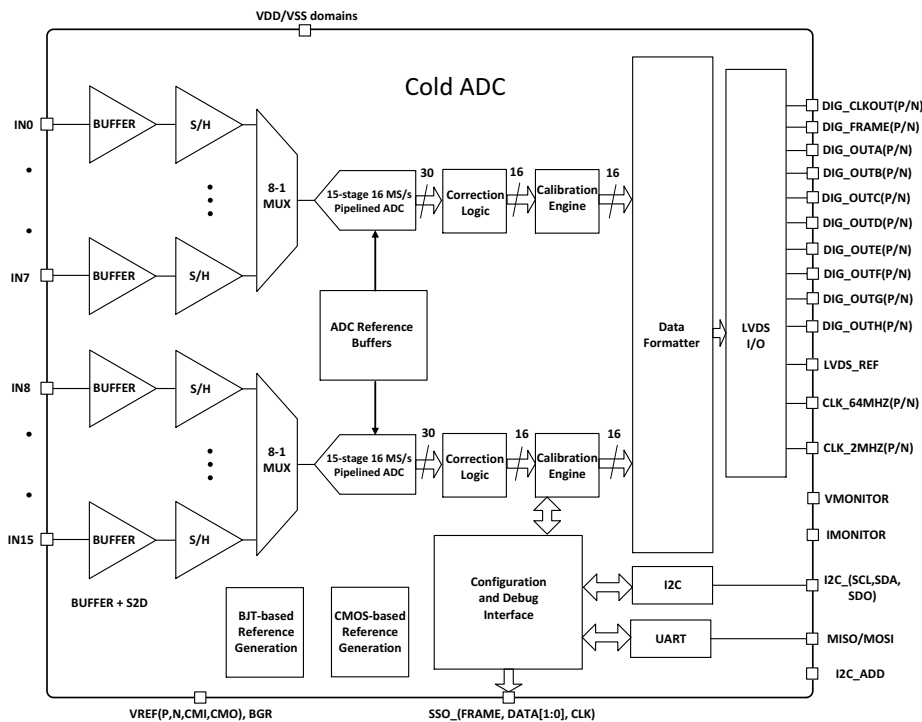 VDD/VSS domains
Cold ADC
IN0
BUFFER
S/H
8-1
MUX
15-stage 16 MS/s
Pipelined ADC
30
Correction
Logic
16
Calibration
Engine
16
IN7
BUFFER
S/H
ADC Reference
Buffers
Data
Formatter
LVDS
I/O
DIG_CLKOUT(P/N)
DIG_FRAME(P/N)
DIG_OUTA(P/N)
DIG_OUTB(P/N)
DIG_OUTC(P/N)
DIG_OUTD(P/N)
DIG_OUTE(P/N)
DIG_OUTF(P/N)
DIG_OUTG(P/N)
DIG_OUTH(P/N)
LVDS_REF
CLK_64MHZ(P/N)
CLK_2MHZ(P/N)
VMONITOR
IMONITOR
I2C_(SCL,SDA,
SDO)
MISO/MOSI
I2C_ADD
IN8
BUFFER
S/H
8-1
MUX
15-stage 16 MS/s
Pipelined ADC
30
Correction
Logic
16
Calibration
Engine
16
IN15
BUFFER
S/H
BUFFER + S2D
BJT-based
Reference
Generation
CMOS-based
Reference
Generation
Configuration
and Debug
Interface
I2C
UART
VREF(P,N,CMI,CMO), BGR
SSO_(FRAME, DATA[1:0], CLK)